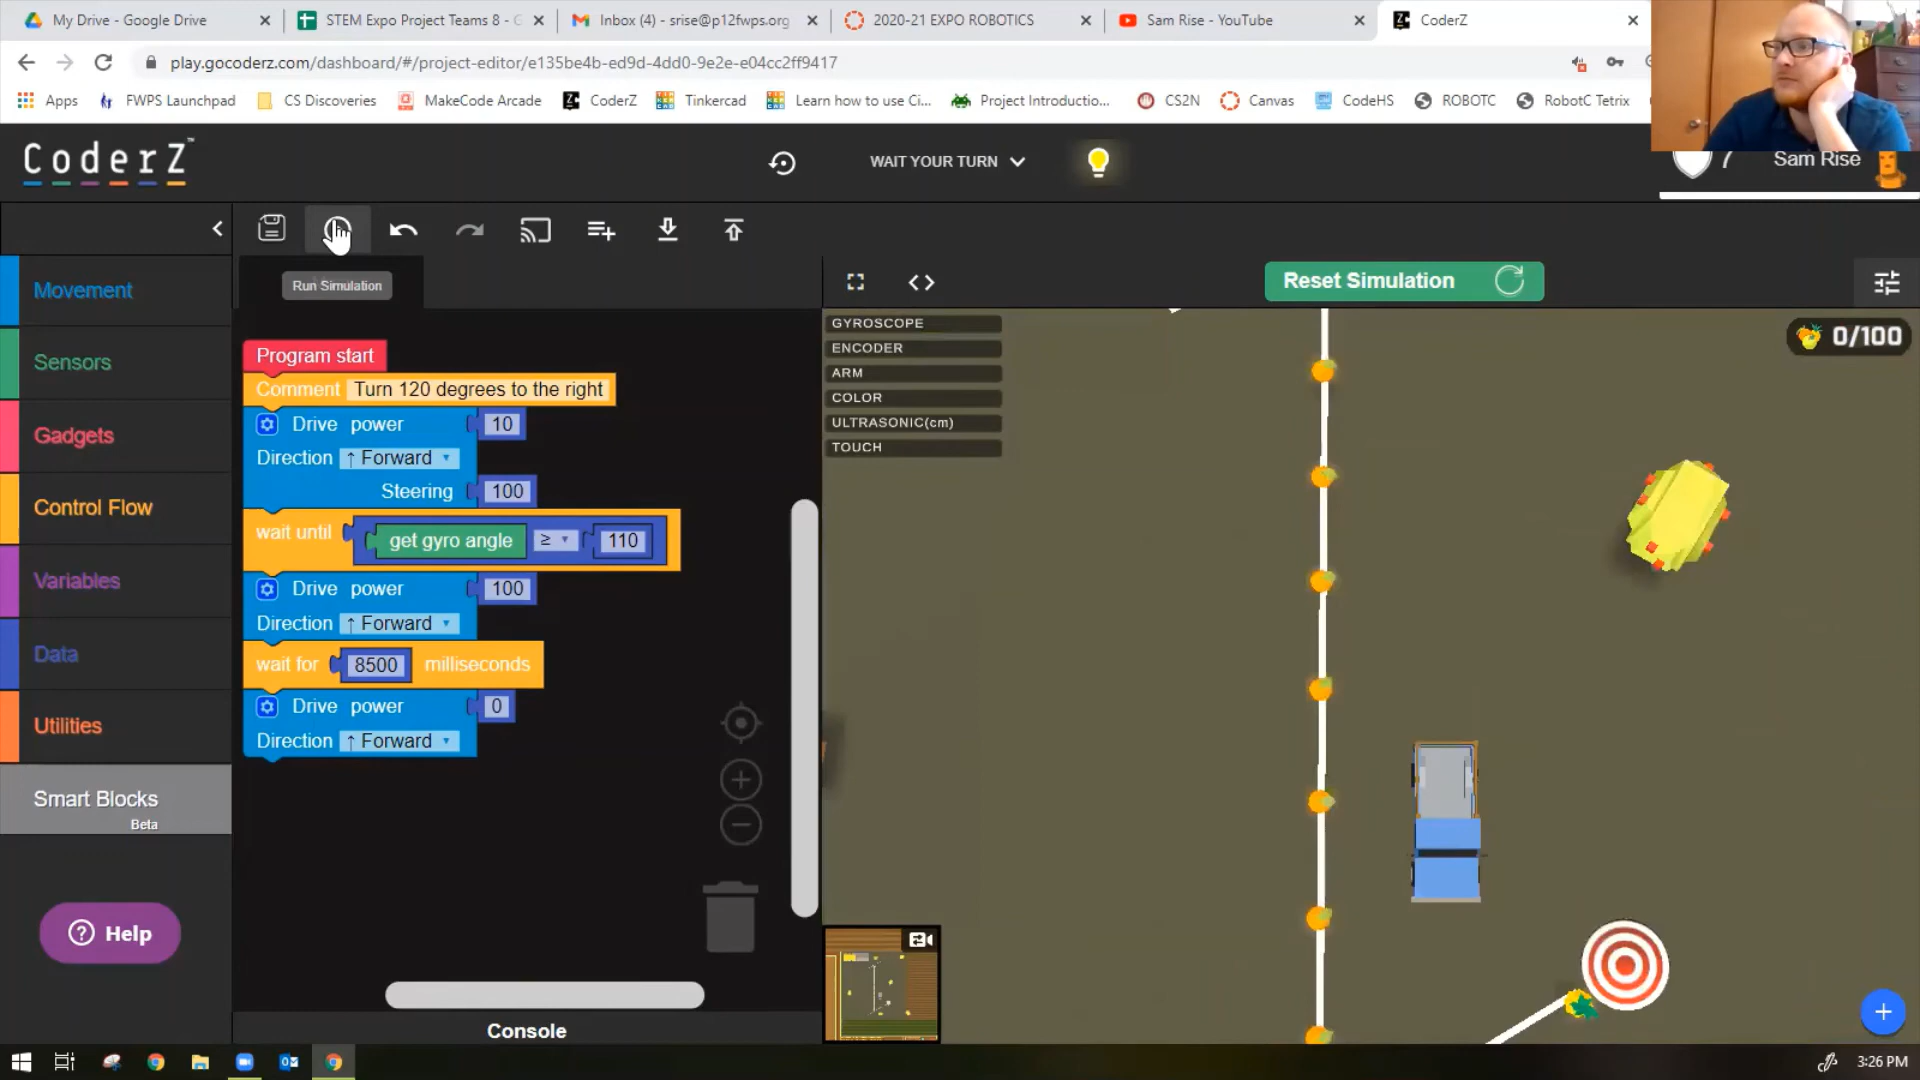 My Drive - Google Drive
STEM Expo Project Teams 8 - G
Inbox (4) - srise@p12fwps.org
2020-21 EXPO ROBOTICS
Sam Rise - YouTube
CoderZ
play.gocoderz.com/dashboard/#/project-editor/e135be4b-ed9d-4dd0-9e2e-e04cc2ff9417
Apps
FWPS Launchpad
CS Discoveries
MakeCode Arcade
CoderZ
Tinkercad
Learn how to use Ci...
Project Introductio...
CS2N
Canvas
CodeHS
ROBOTC
RobotC Tetrix
CoderZ™
WAIT YOUR TURN
7
Sam Rise
Run Simulation
Reset Simulation
Movement
Sensors
Gadgets
Control Flow
Variables
Data
Utilities
Smart Blocks
Beta
Help
Program start
Comment Turn 120 degrees to the right
Drive power 10
Direction ↑ Forward
Steering 100
wait until get gyro angle ≥ 110
Drive power 100
Direction ↑ Forward
wait for 8500 milliseconds
Drive power 0
Direction ↑ Forward
Console
GYROSCOPE
ENCODER
ARM
COLOR
ULTRASONIC(cm)
TOUCH
0/100
3:26 PM